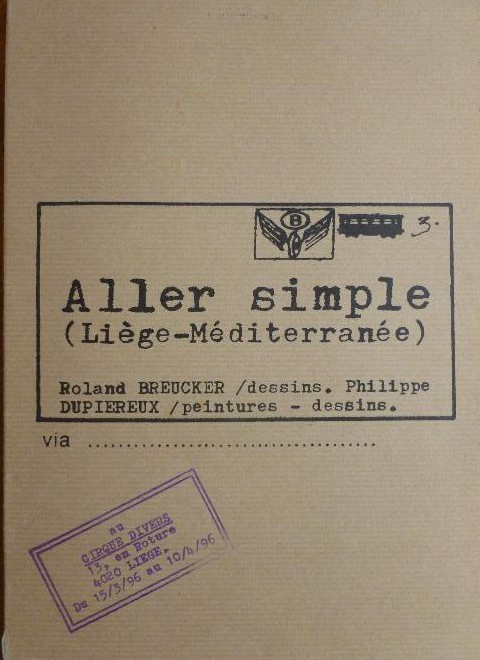 B
3.
Aller simple
(Liège-Méditerranée)
Roland BREUCKER /dessins. Philippe
DUPIEREUX /peintures - dessins.
via .......................................
au
CIRQUE DIVERS
13, en Roture
4020 LIEGE.
Du 15/3/96 au 10/4/96